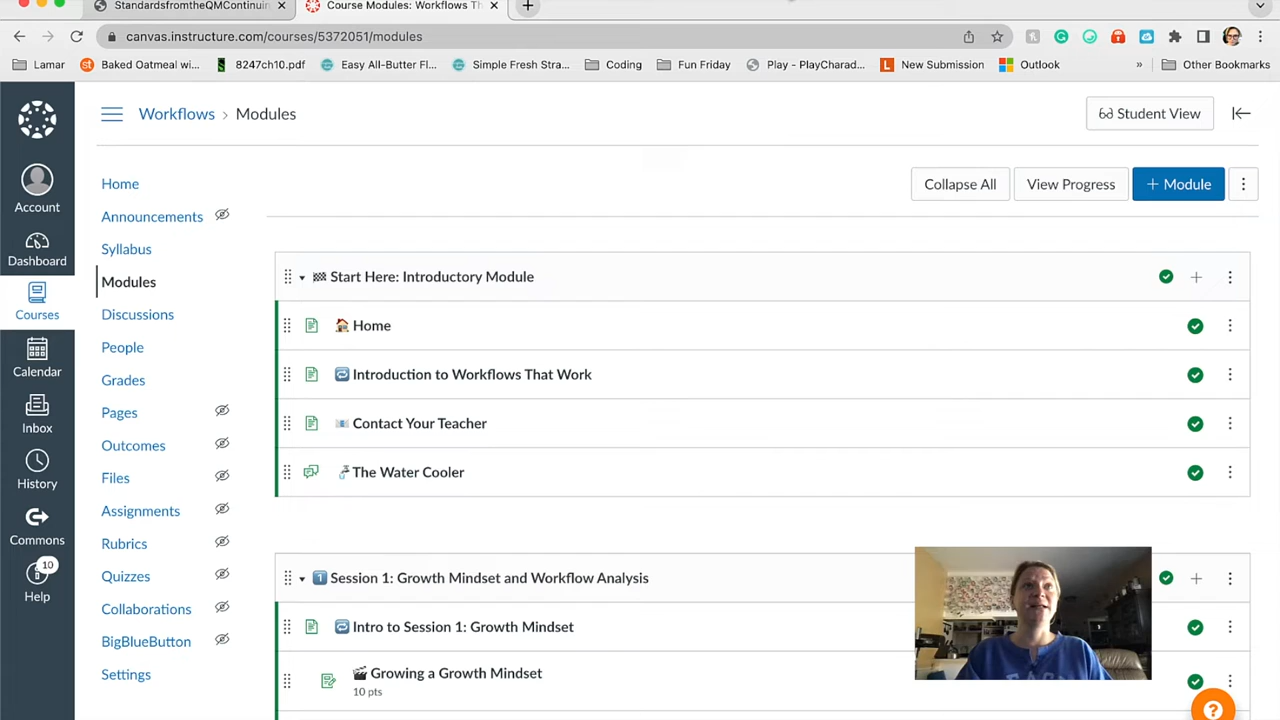 StandardsfromtheQMContinuin
Course Modules: Workflows Th
canvas.instructure.com/courses/5372051/modules
Lamar
Baked Oatmeal wi...
8247ch10.pdf
Easy All-Butter Fl...
Simple Fresh Stra...
Coding
Fun Friday
Play - PlayCharad...
New Submission
Outlook
»
Other Bookmarks
Workflows › Modules
Student View
Account
Dashboard
Courses
Calendar
Inbox
History
Commons
10
Help
Home
Announcements
Syllabus
Modules
Discussions
People
Grades
Pages
Outcomes
Files
Assignments
Rubrics
Quizzes
Collaborations
BigBlueButton
Settings
Collapse All
View Progress
+ Module
Start Here: Introductory Module
Home
Introduction to Workflows That Work
Contact Your Teacher
The Water Cooler
1 Session 1: Growth Mindset and Workflow Analysis
Intro to Session 1: Growth Mindset
Growing a Growth Mindset
10 pts
?